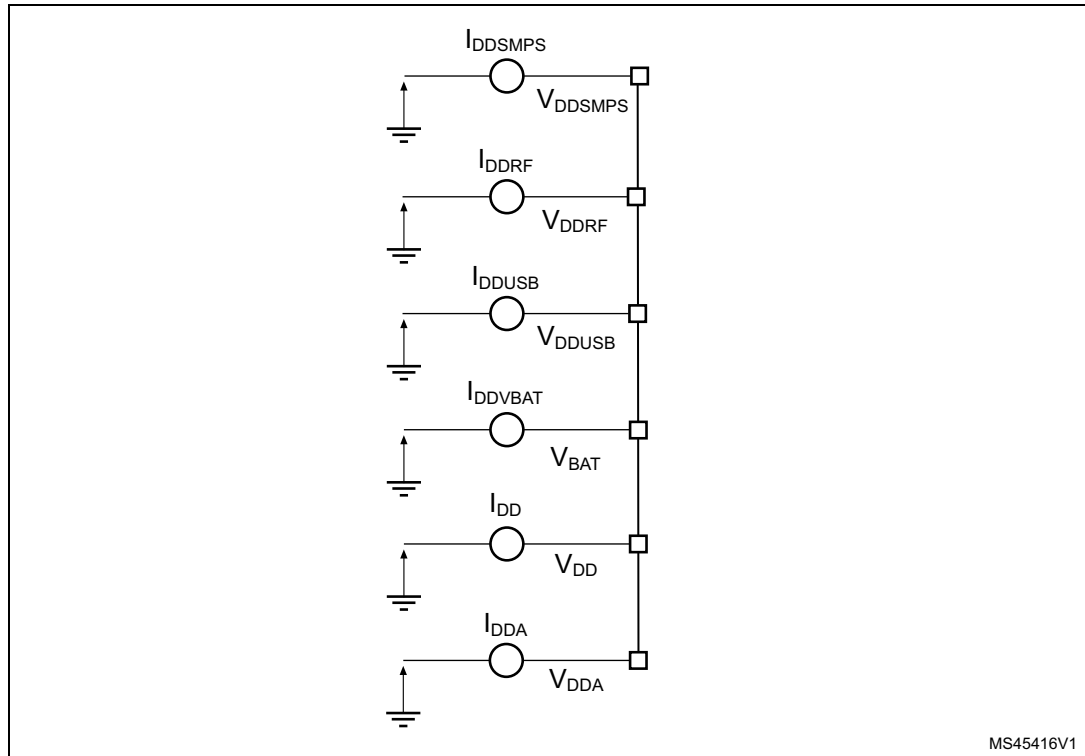 IDDSMPS
VDDSMPS
IDDRF
VDDRF
IDDUSB
VDDUSB
IDDVBAT
VBAT
IDD
VDD
IDDA
VDDA
MS45416V1